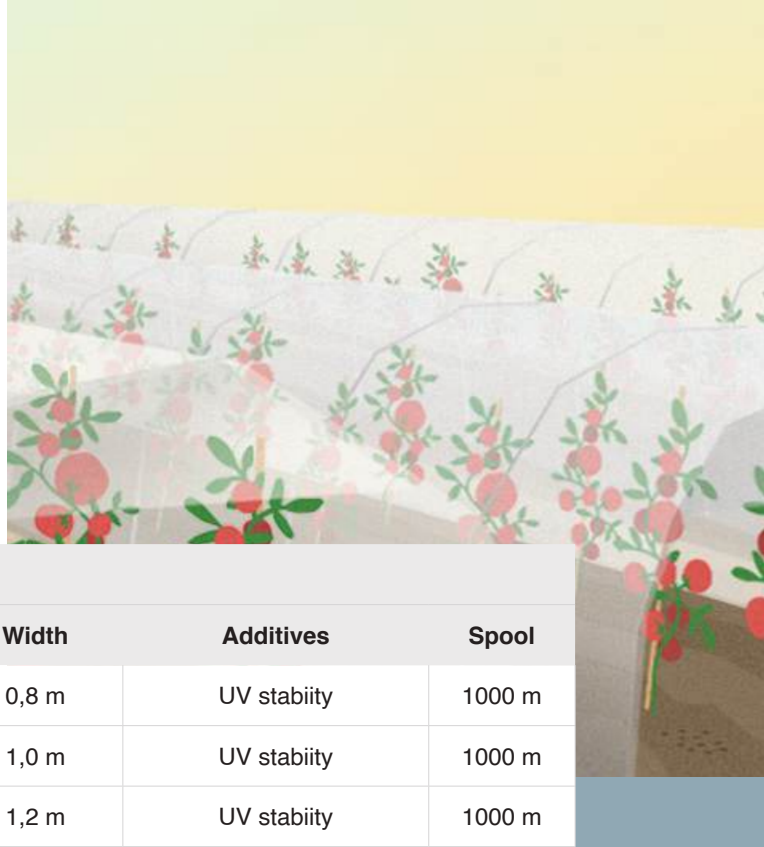 Width Additives Spool
0,8 m UV stabiity 1000 m
1,0 m UV stabiity 1000 m
1,2 m UV stabiity 1000 m